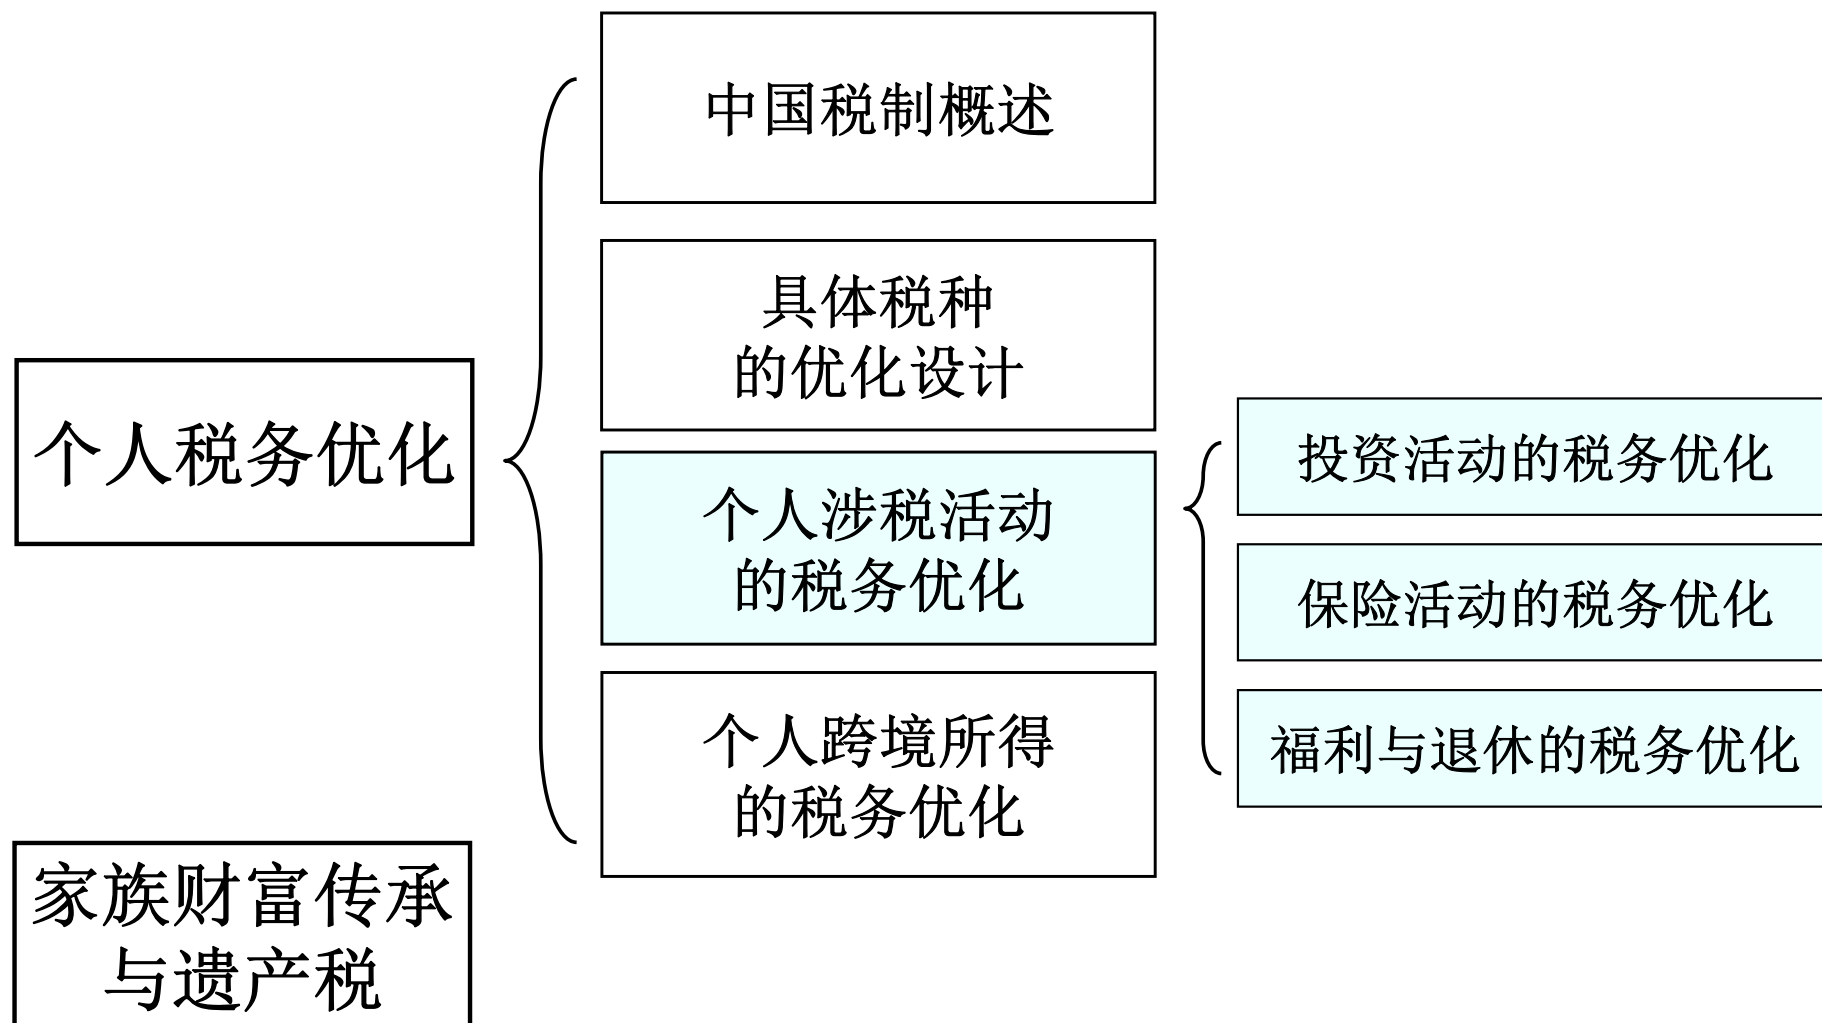 中国税制概述
具体税种
的优化设计
个人税务优化
个人涉税活动
的税务优化
投资活动的税务优化
保险活动的税务优化
福利与退休的税务优化
个人跨境所得
的税务优化
家族财富传承
与遗产税